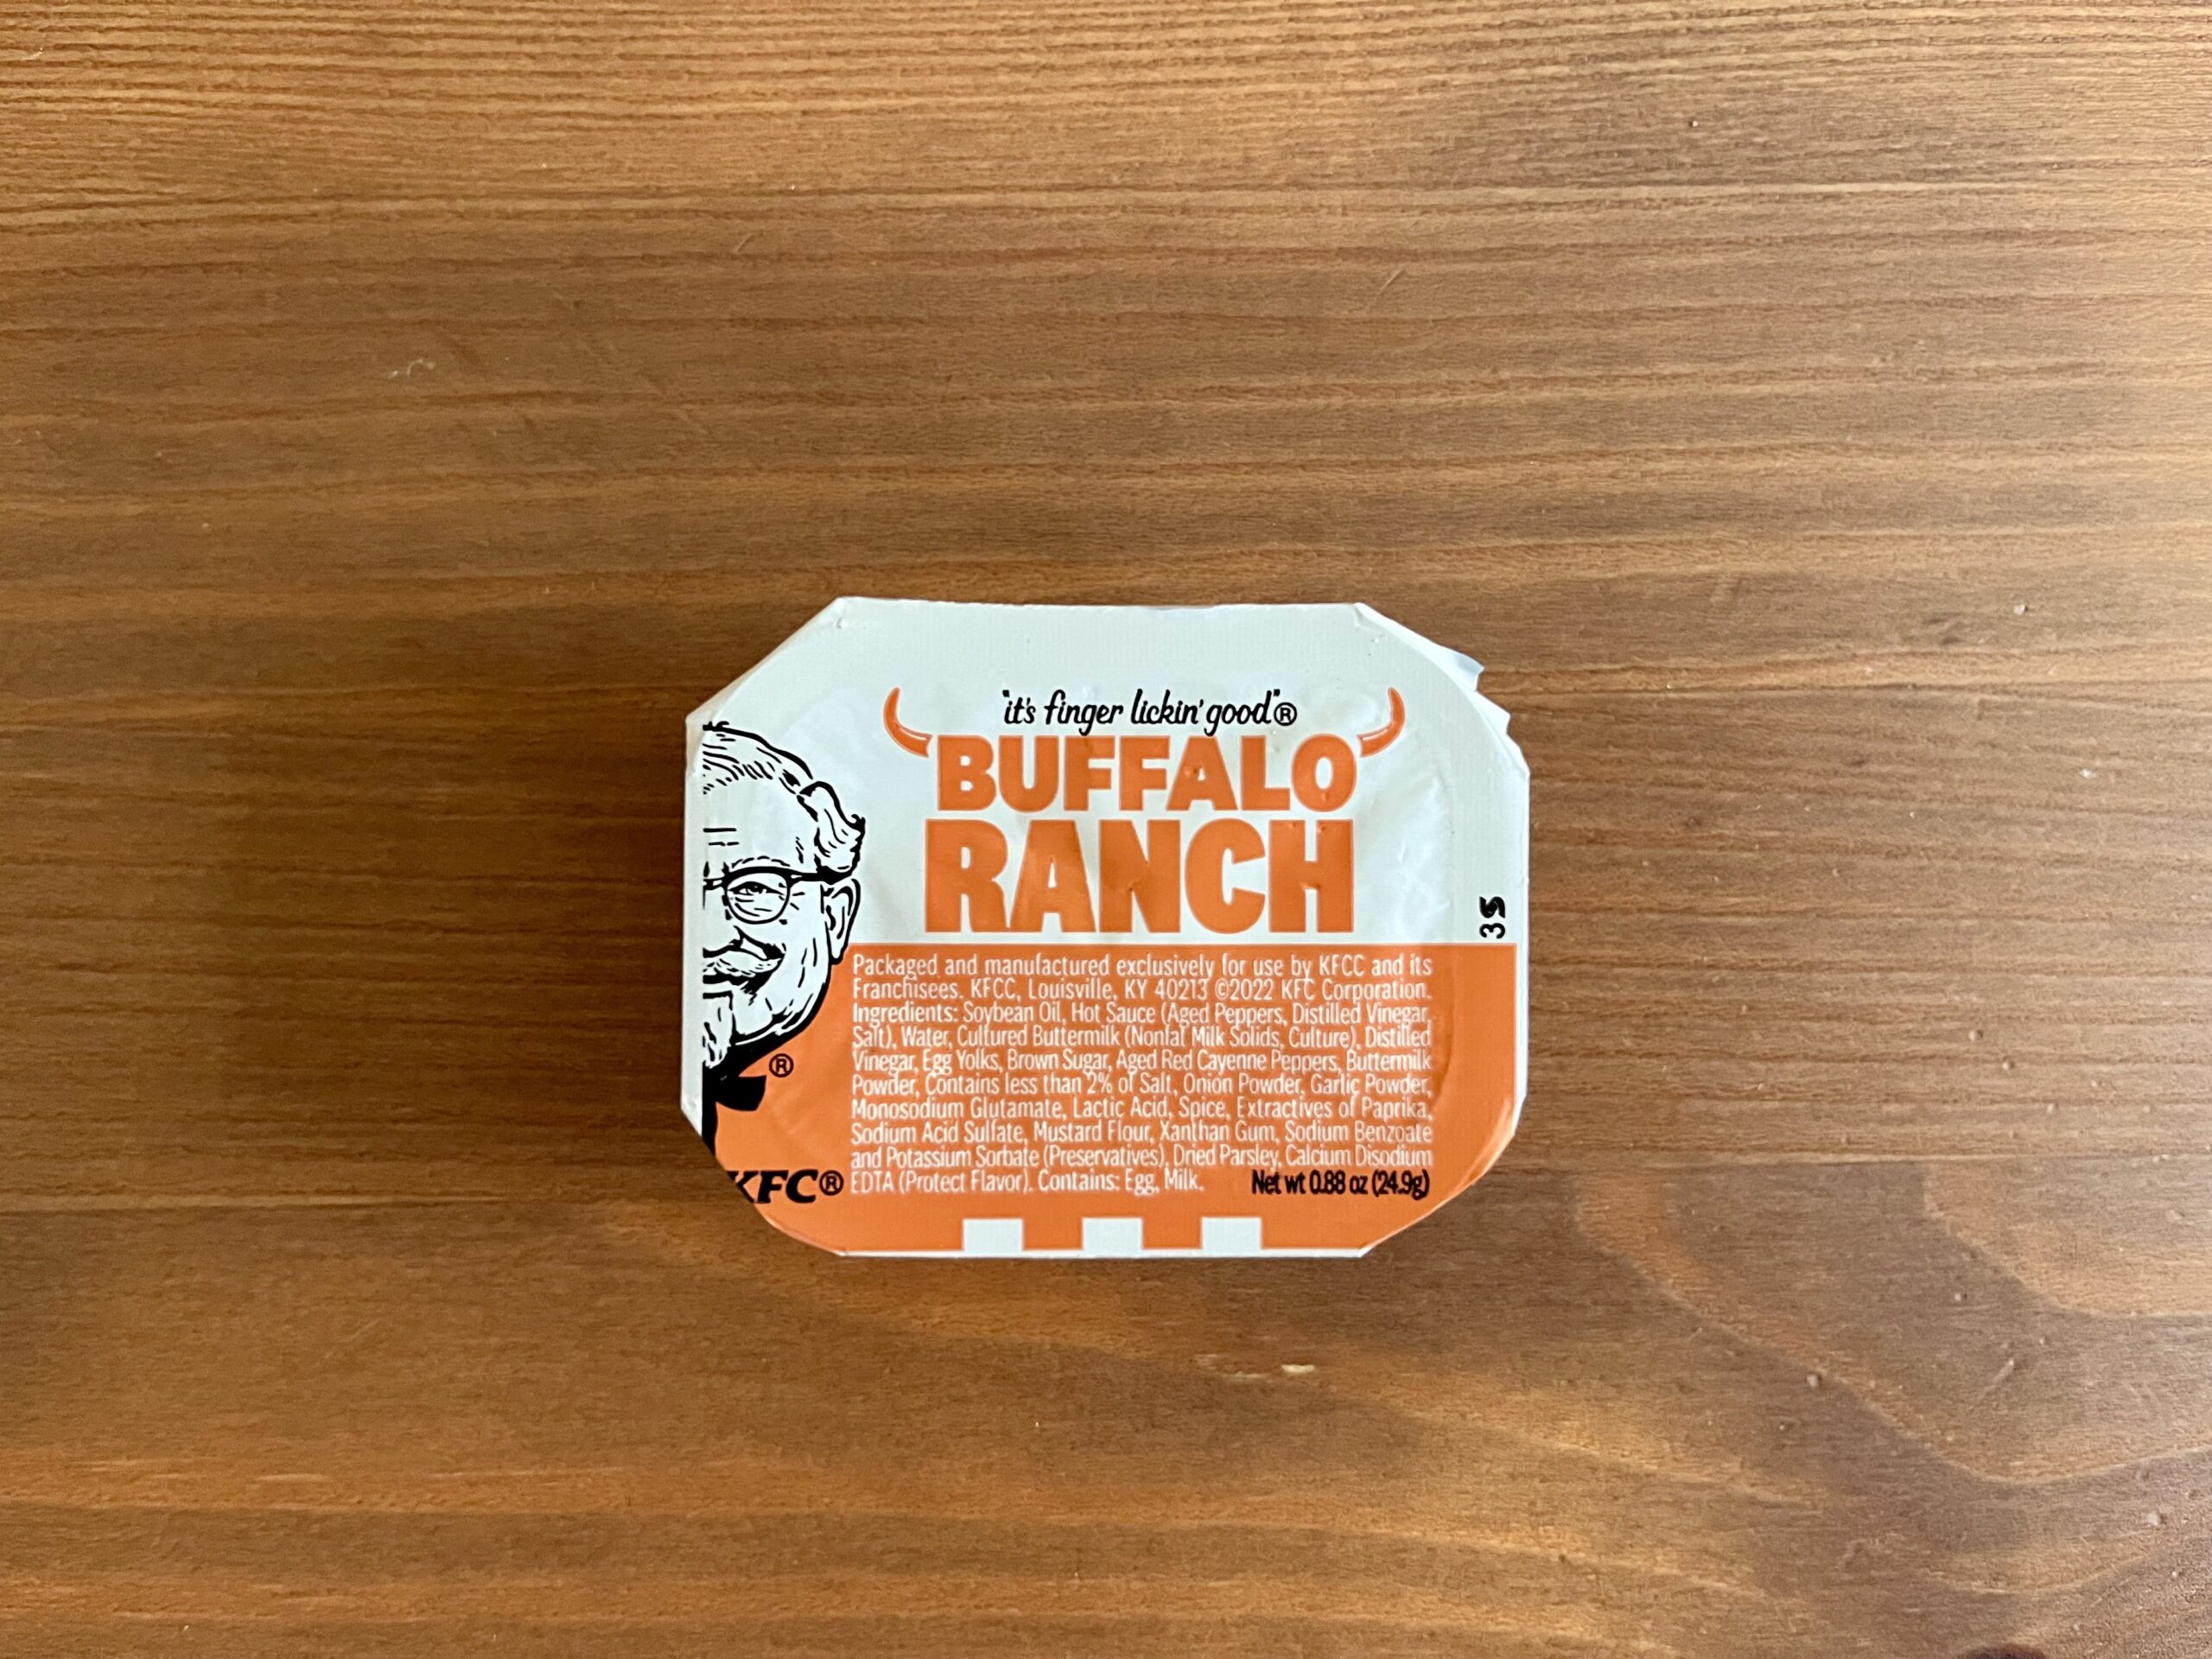 "it's finger lickin' good"®
BUFFALO
RANCH
35
Packaged and manufactured exclusively for use by KFCC and its
Franchisees. KFCC, Louisville, KY 40213 ©2022 KFC Corporation.
Ingredients: Soybean Oil, Hot Sauce (Aged Peppers, Distilled Vinegar,
Salt), Water, Cultured Buttermilk (Nonfat Milk Solids, Culture), Distilled
Vinegar, Egg Yolks, Brown Sugar, Aged Red Cayenne Peppers, Buttermilk
Powder, Contains less than 2% of Salt, Onion Powder, Garlic Powder,
Monosodium Glutamate, Lactic Acid, Spice, Extractives of Paprika,
Sodium Acid Sulfate, Mustard Flour, Xanthan Gum, Sodium Benzoate
and Potassium Sorbate (Preservatives), Dried Parsley, Calcium Disodium
EDTA (Protect Flavor). Contains: Egg, Milk.
Net wt 0.88 oz (24.9g)
®
KFC®